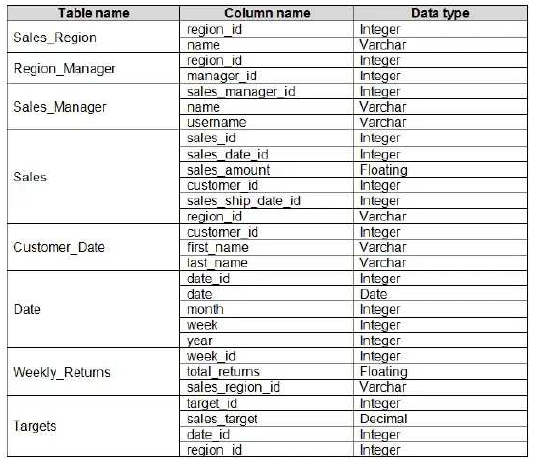 Table name Column name Data type
Sales_Region region_id Integer
name Varchar
Region_Manager region_id Integer
manager_id Integer
Sales_Manager sales_manager_id Integer
name Varchar
username Varchar
Sales sales_id Integer
sales_date_id Integer
sales_amount Floating
customer_id Integer
sales_ship_date_id Integer
region_id Varchar
Customer_Date customer_id Integer
first_name Varchar
last_name Varchar
Date date_id Integer
date Date
month Integer
week Integer
year Integer
Weekly_Returns week_id Integer
total_returns Floating
sales_region_id Varchar
Targets target_id Integer
sales_target Decimal
date_id Integer
region_id Integer